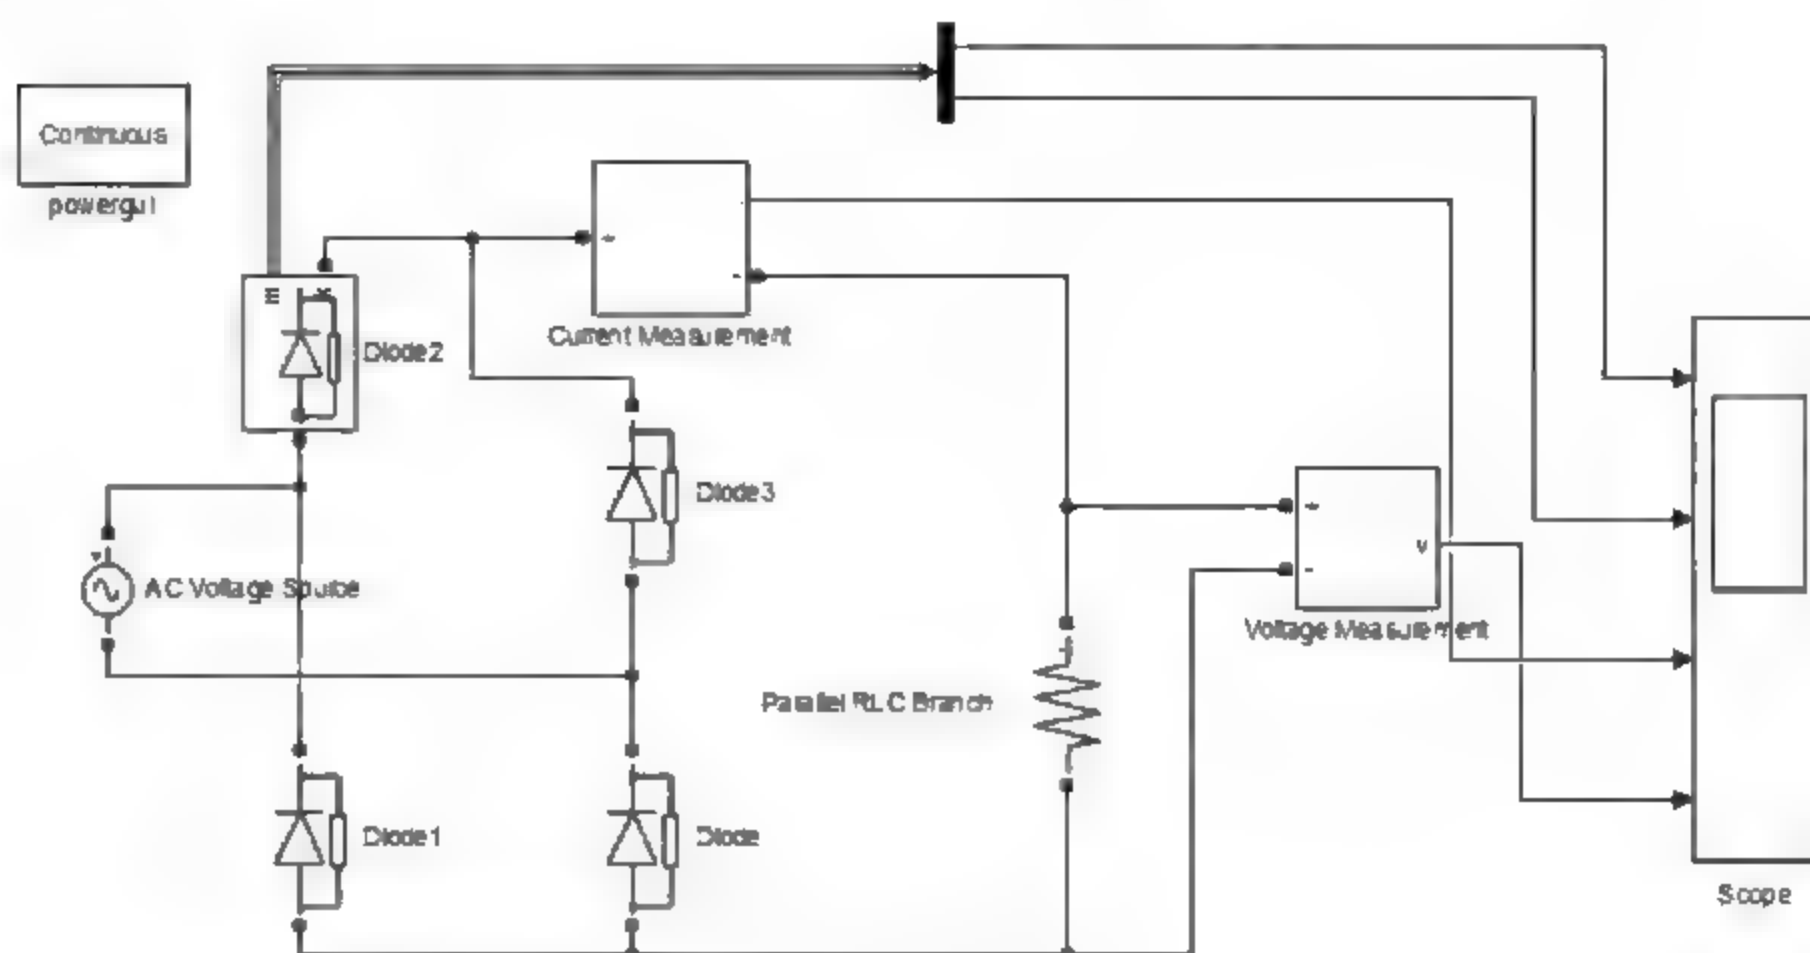 Continuous
powergui
m
k
Diode2
+
-
Current Measurement
Diode3
+
-
v
Voltage Measurement
+
AC Voltage Source
Parallel RLC Branch
Diode1
Diode
Scope